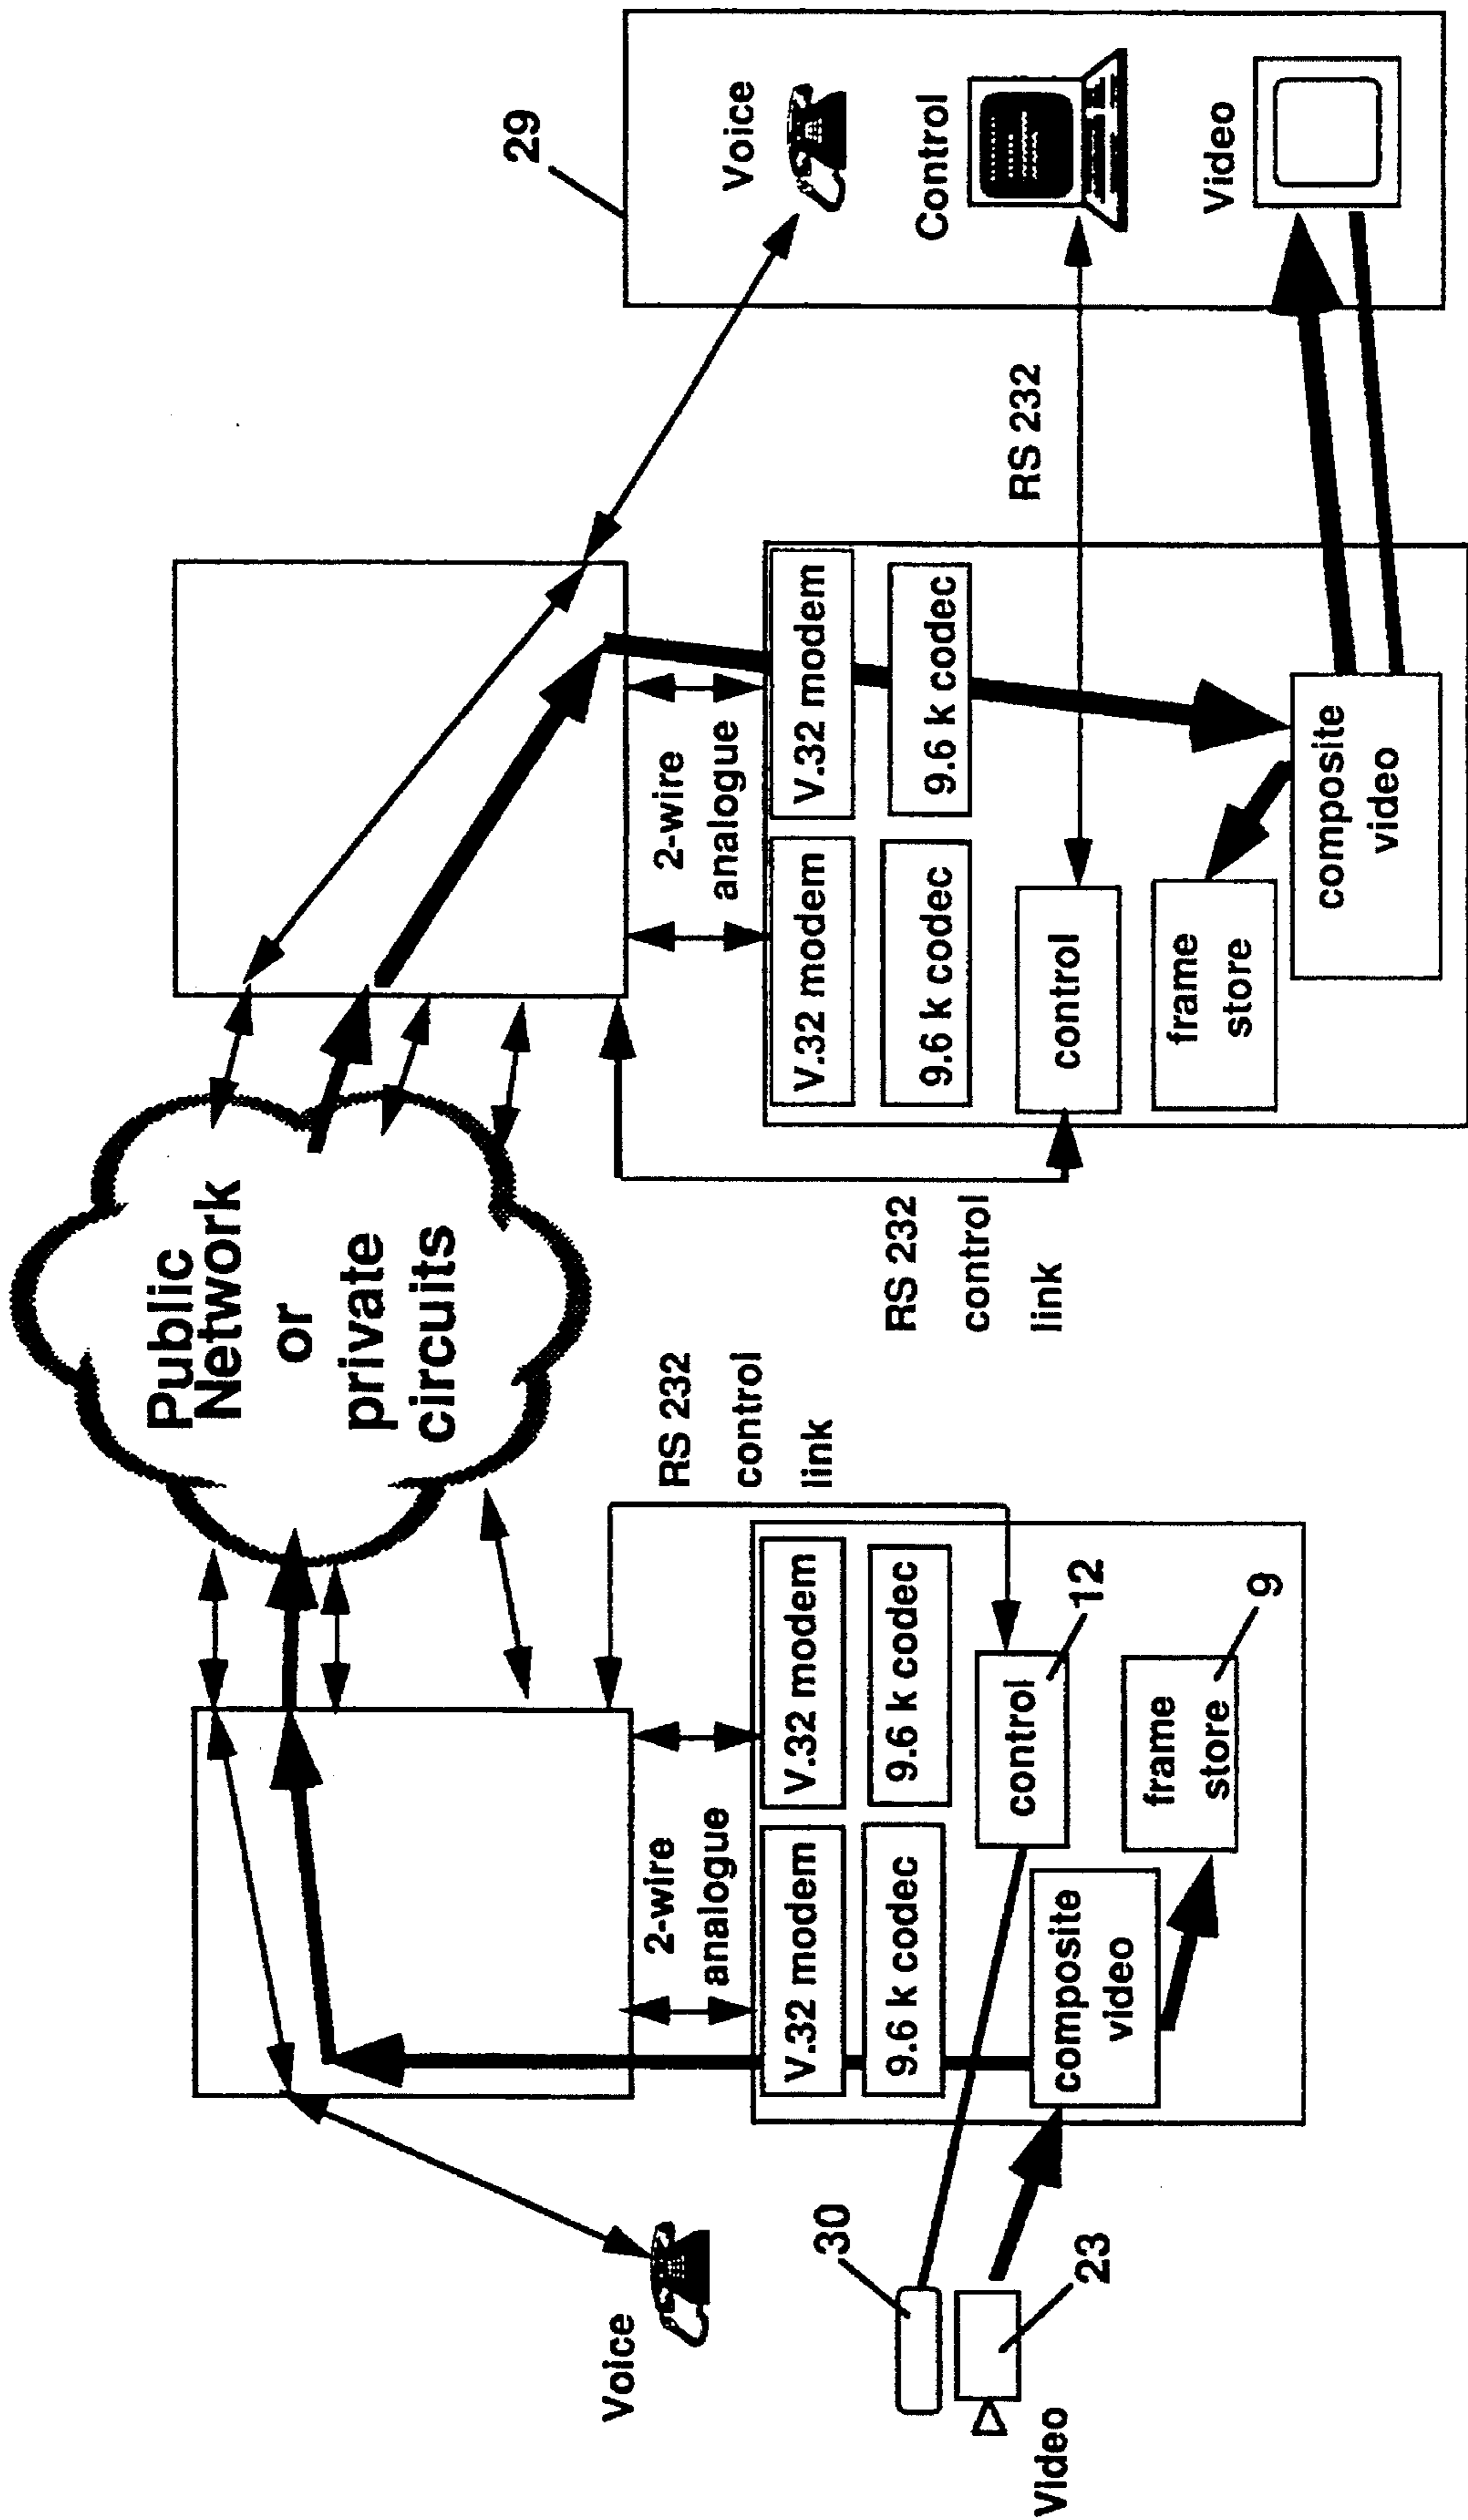 Voice
30
23
Video
2-wire
analogue
v.32 modem
v.32 modem
9.6 k codec
9.6 k codec
control
12
composite
video
frame
store
9
RS 232
control
link
Public
Network
or
private
circuits
RS 232
control
link
2-wire
analogue
v.32 modem
v.32 modem
9.6 k codec
9.6 k codec
control
frame
store
composite
video
RS 232
29
Voice
Control
Video